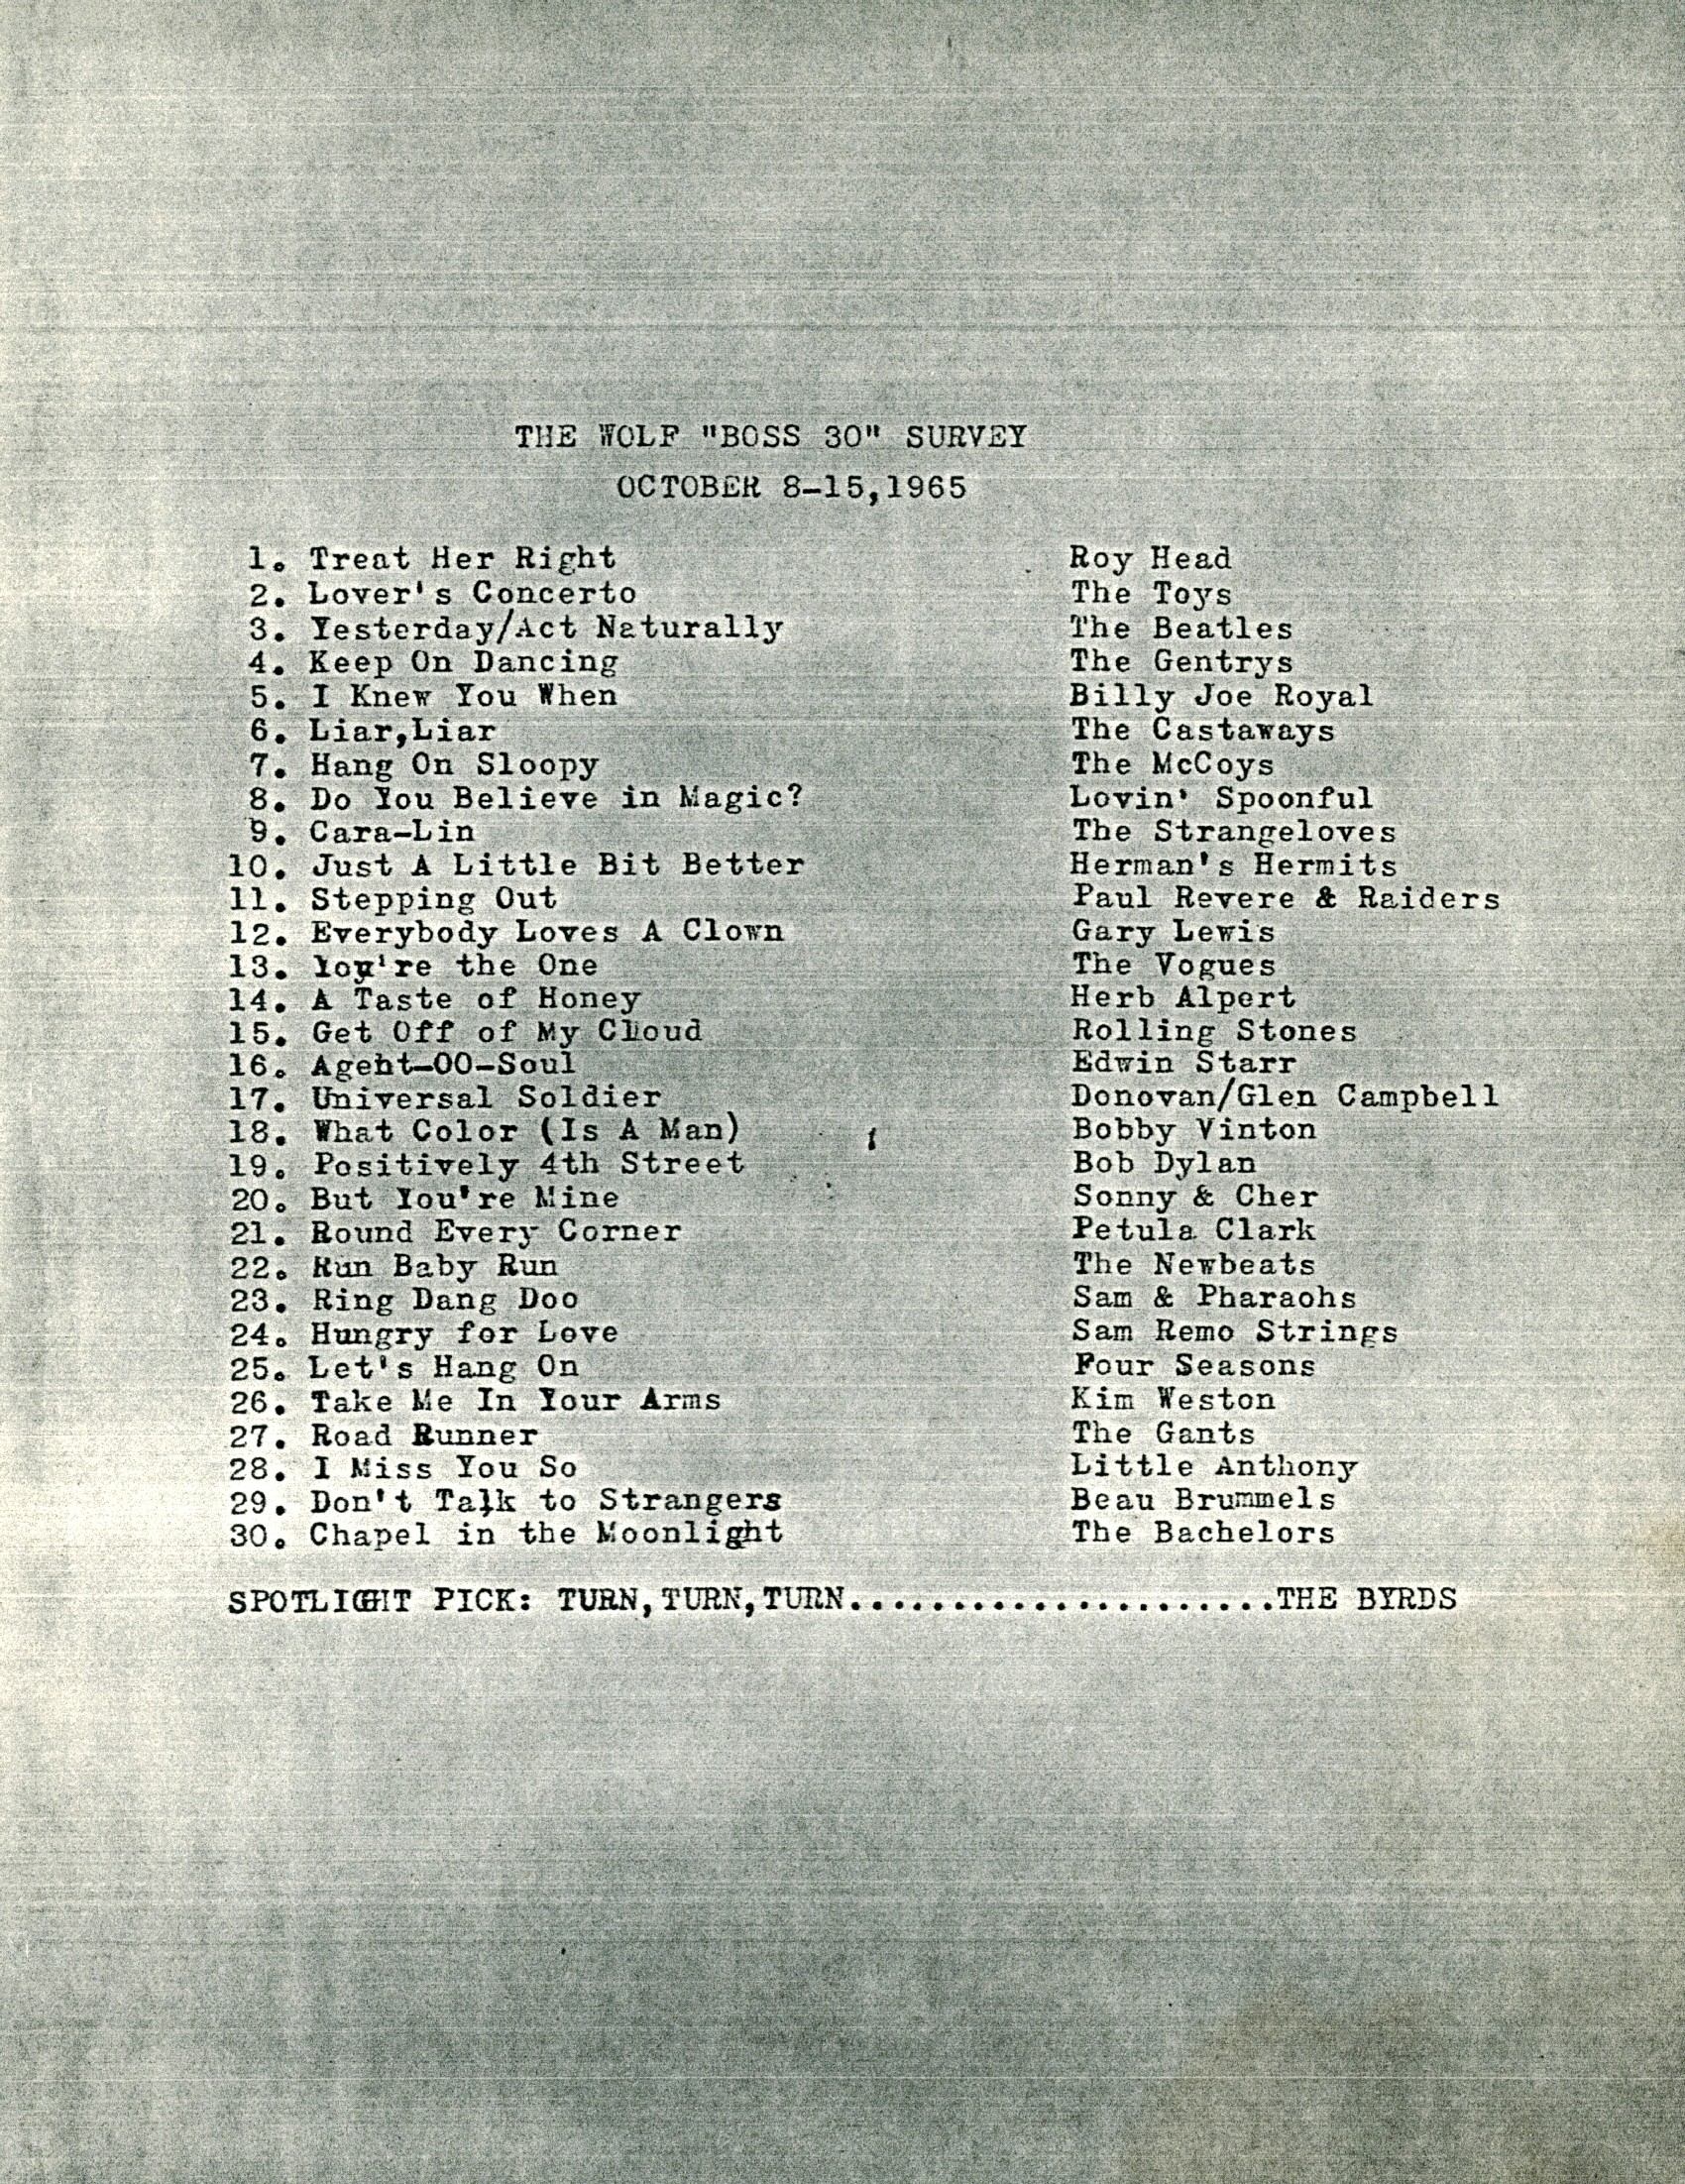 THE WOLF "BOSS 30" SURVEY
OCTOBER 8-15,1965
1. Treat Her Right Roy Head
2. Lover's Concerto The Toys
3. Yesterday/Act Naturally The Beatles
4. Keep On Dancing The Gentrys
5. I Knew You When Billy Joe Royal
6. Liar,Liar The Castaways
7. Hang On Sloopy The McCoys
8. Do You Believe in Magic? Lovin' Spoonful
9. Cara-Lin The Strangeloves
10. Just A Little Bit Better Herman's Hermits
11. Stepping Out Paul Revere & Raiders
12. Everybody Loves A Clown Gary Lewis
13. You're the One The Vogues
14. A Taste of Honey Herb Alpert
15. Get Off of My Cloud Rolling Stones
16. Agent-OO-Soul Edwin Starr
17. Universal Soldier Donovan/Glen Campbell
18. What Color (Is A Man) Bobby Vinton
19. Positively 4th Street Bob Dylan
20. But You're Mine Sonny & Cher
21. Round Every Corner Petula Clark
22. Run Baby Run The Newbeats
23. Ring Dang Doo Sam & Pharaohs
24. Hungry for Love Sam Remo Strings
25. Let's Hang On Four Seasons
26. Take Me In Your Arms Kim Weston
27. Road Runner The Gants
28. I Miss You So Little Anthony
29. Don't Talk to Strangers Beau Brummels
30. Chapel in the Moonlight The Bachelors
SPOTLIGHT PICK: TURN,TURN,TURN.....................THE BYRDS